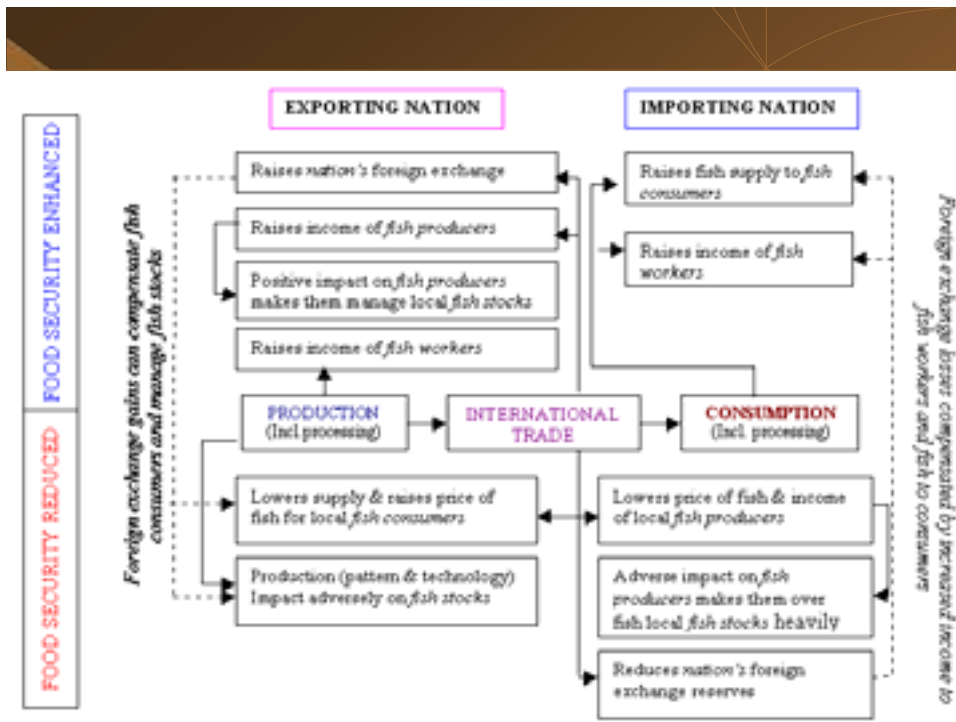 EXPORTING NATION
IMPORTING NATION
FOOD SECURITY ENHANCED
FOOD SECURITY REDUCED
Foreign exchange gains can compensate fish
consumers and manage fish stocks
Raises nation's foreign exchange
Raises income of fish producers
Positive impact on fish producers
makes them manage local fish stocks
Raises income of fish workers
Raises fish supply to fish
consumers
Raises income of fish
workers
PRODUCTION
(Incl. processing)
INTERNATIONAL
TRADE
CONSUMPTION
(Incl. processing)
Lowers supply & raises price of
fish for local fish consumers
Production (pattern & technology)
Impact adversely on fish stocks
Lowers price of fish & income
of local fish producers
Adverse impact on fish
producers makes them over
fish local fish stocks heavily
Reduces nation's foreign
exchange reserves
Foreign exchange losses compensated by increased income to
fish workers and fish to consumers